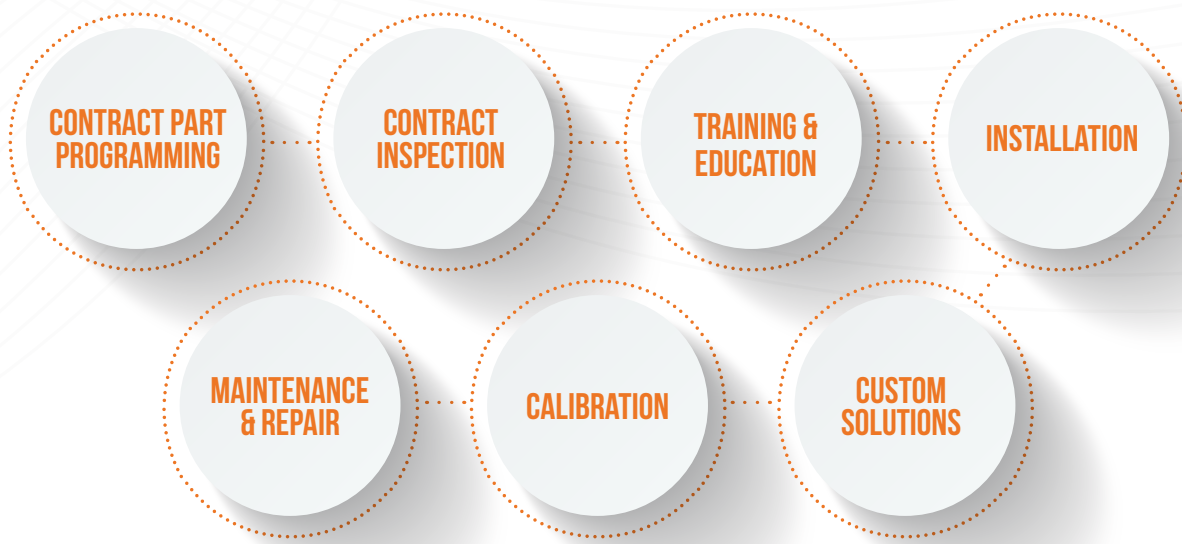 CONTRACT PART
PROGRAMMING
CONTRACT
INSPECTION
TRAINING &
EDUCATION
INSTALLATION
MAINTENANCE
& REPAIR
CALIBRATION
CUSTOM
SOLUTIONS